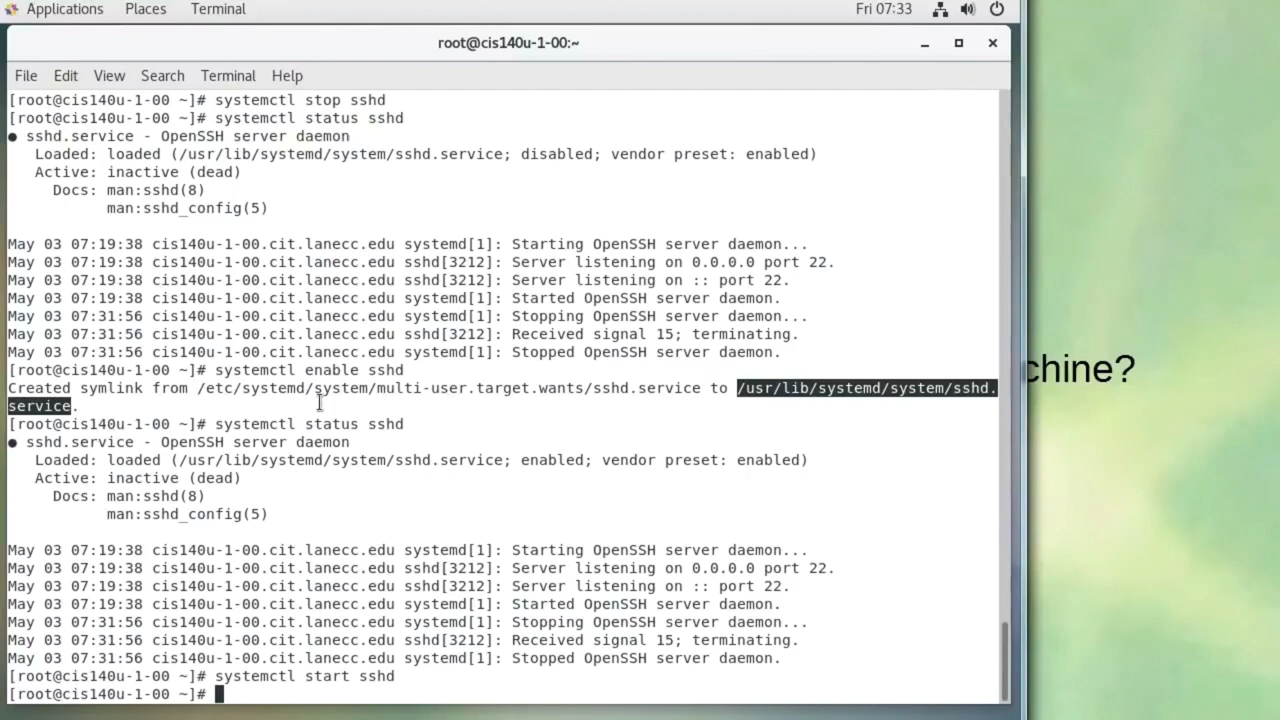 Applications Places Terminal Fri 07:33
root@cis140u-1-00:~
File Edit View Search Terminal Help
[root@cis140u-1-00 ~]# systemctl stop sshd
[root@cis140u-1-00 ~]# systemctl status sshd
● sshd.service - OpenSSH server daemon
   Loaded: loaded (/usr/lib/systemd/system/sshd.service; disabled; vendor preset: enabled)
   Active: inactive (dead)
     Docs: man:sshd(8)
           man:sshd_config(5)

May 03 07:19:38 cis140u-1-00.cit.lanecc.edu systemd[1]: Starting OpenSSH server daemon...
May 03 07:19:38 cis140u-1-00.cit.lanecc.edu sshd[3212]: Server listening on 0.0.0.0 port 22.
May 03 07:19:38 cis140u-1-00.cit.lanecc.edu sshd[3212]: Server listening on :: port 22.
May 03 07:19:38 cis140u-1-00.cit.lanecc.edu systemd[1]: Started OpenSSH server daemon.
May 03 07:31:56 cis140u-1-00.cit.lanecc.edu systemd[1]: Stopping OpenSSH server daemon...
May 03 07:31:56 cis140u-1-00.cit.lanecc.edu sshd[3212]: Received signal 15; terminating.
May 03 07:31:56 cis140u-1-00.cit.lanecc.edu systemd[1]: Stopped OpenSSH server daemon.
[root@cis140u-1-00 ~]# systemctl enable sshd
Created symlink from /etc/systemd/system/multi-user.target.wants/sshd.service to /usr/lib/systemd/system/sshd.
service.
[root@cis140u-1-00 ~]# systemctl status sshd
● sshd.service - OpenSSH server daemon
   Loaded: loaded (/usr/lib/systemd/system/sshd.service; enabled; vendor preset: enabled)
   Active: inactive (dead)
     Docs: man:sshd(8)
           man:sshd_config(5)

May 03 07:19:38 cis140u-1-00.cit.lanecc.edu systemd[1]: Starting OpenSSH server daemon...
May 03 07:19:38 cis140u-1-00.cit.lanecc.edu sshd[3212]: Server listening on 0.0.0.0 port 22.
May 03 07:19:38 cis140u-1-00.cit.lanecc.edu sshd[3212]: Server listening on :: port 22.
May 03 07:19:38 cis140u-1-00.cit.lanecc.edu systemd[1]: Started OpenSSH server daemon.
May 03 07:31:56 cis140u-1-00.cit.lanecc.edu systemd[1]: Stopping OpenSSH server daemon...
May 03 07:31:56 cis140u-1-00.cit.lanecc.edu sshd[3212]: Received signal 15; terminating.
May 03 07:31:56 cis140u-1-00.cit.lanecc.edu systemd[1]: Stopped OpenSSH server daemon.
[root@cis140u-1-00 ~]# systemctl start sshd
[root@cis140u-1-00 ~]#
chine?